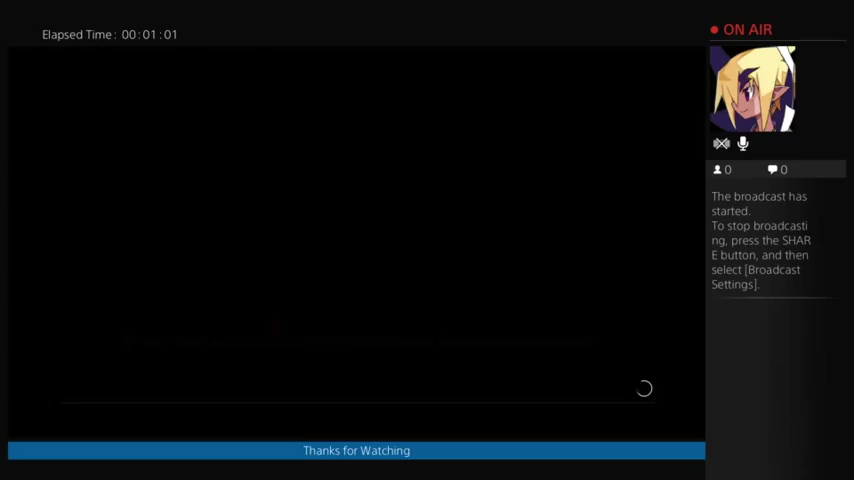 Elapsed Time: 00:01:01
ON AIR
0
0
The broadcast has
started.
To stop broadcasti
ng, press the SHAR
E button, and then
select [Broadcast
Settings].
Thanks for Watching